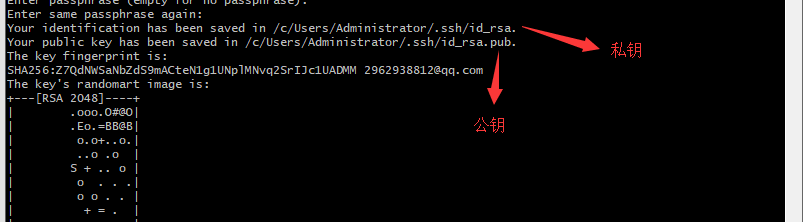 Enter passphrase (empty for no passphrase):
Enter same passphrase again:
Your identification has been saved in /c/Users/Administrator/.ssh/id_rsa.
私钥
Your public key has been saved in /c/Users/Administrator/.ssh/id_rsa.pub.
The key fingerprint is:
SHA256:Z7QdNWSaNbZdS9mACteN1g1UNplMNvq2SrIJc1UADMM 2962938812@qq.com
公钥
The key's randomart image is:
+---[RSA 2048]----+
|       .ooo.O#@O|
|       .Eo.=BB@B|
|        o.o+..o.|
|        ..o .o  |
|       S + .. o |
|        o  . . .|
|        o o . . |
|         + = .  |